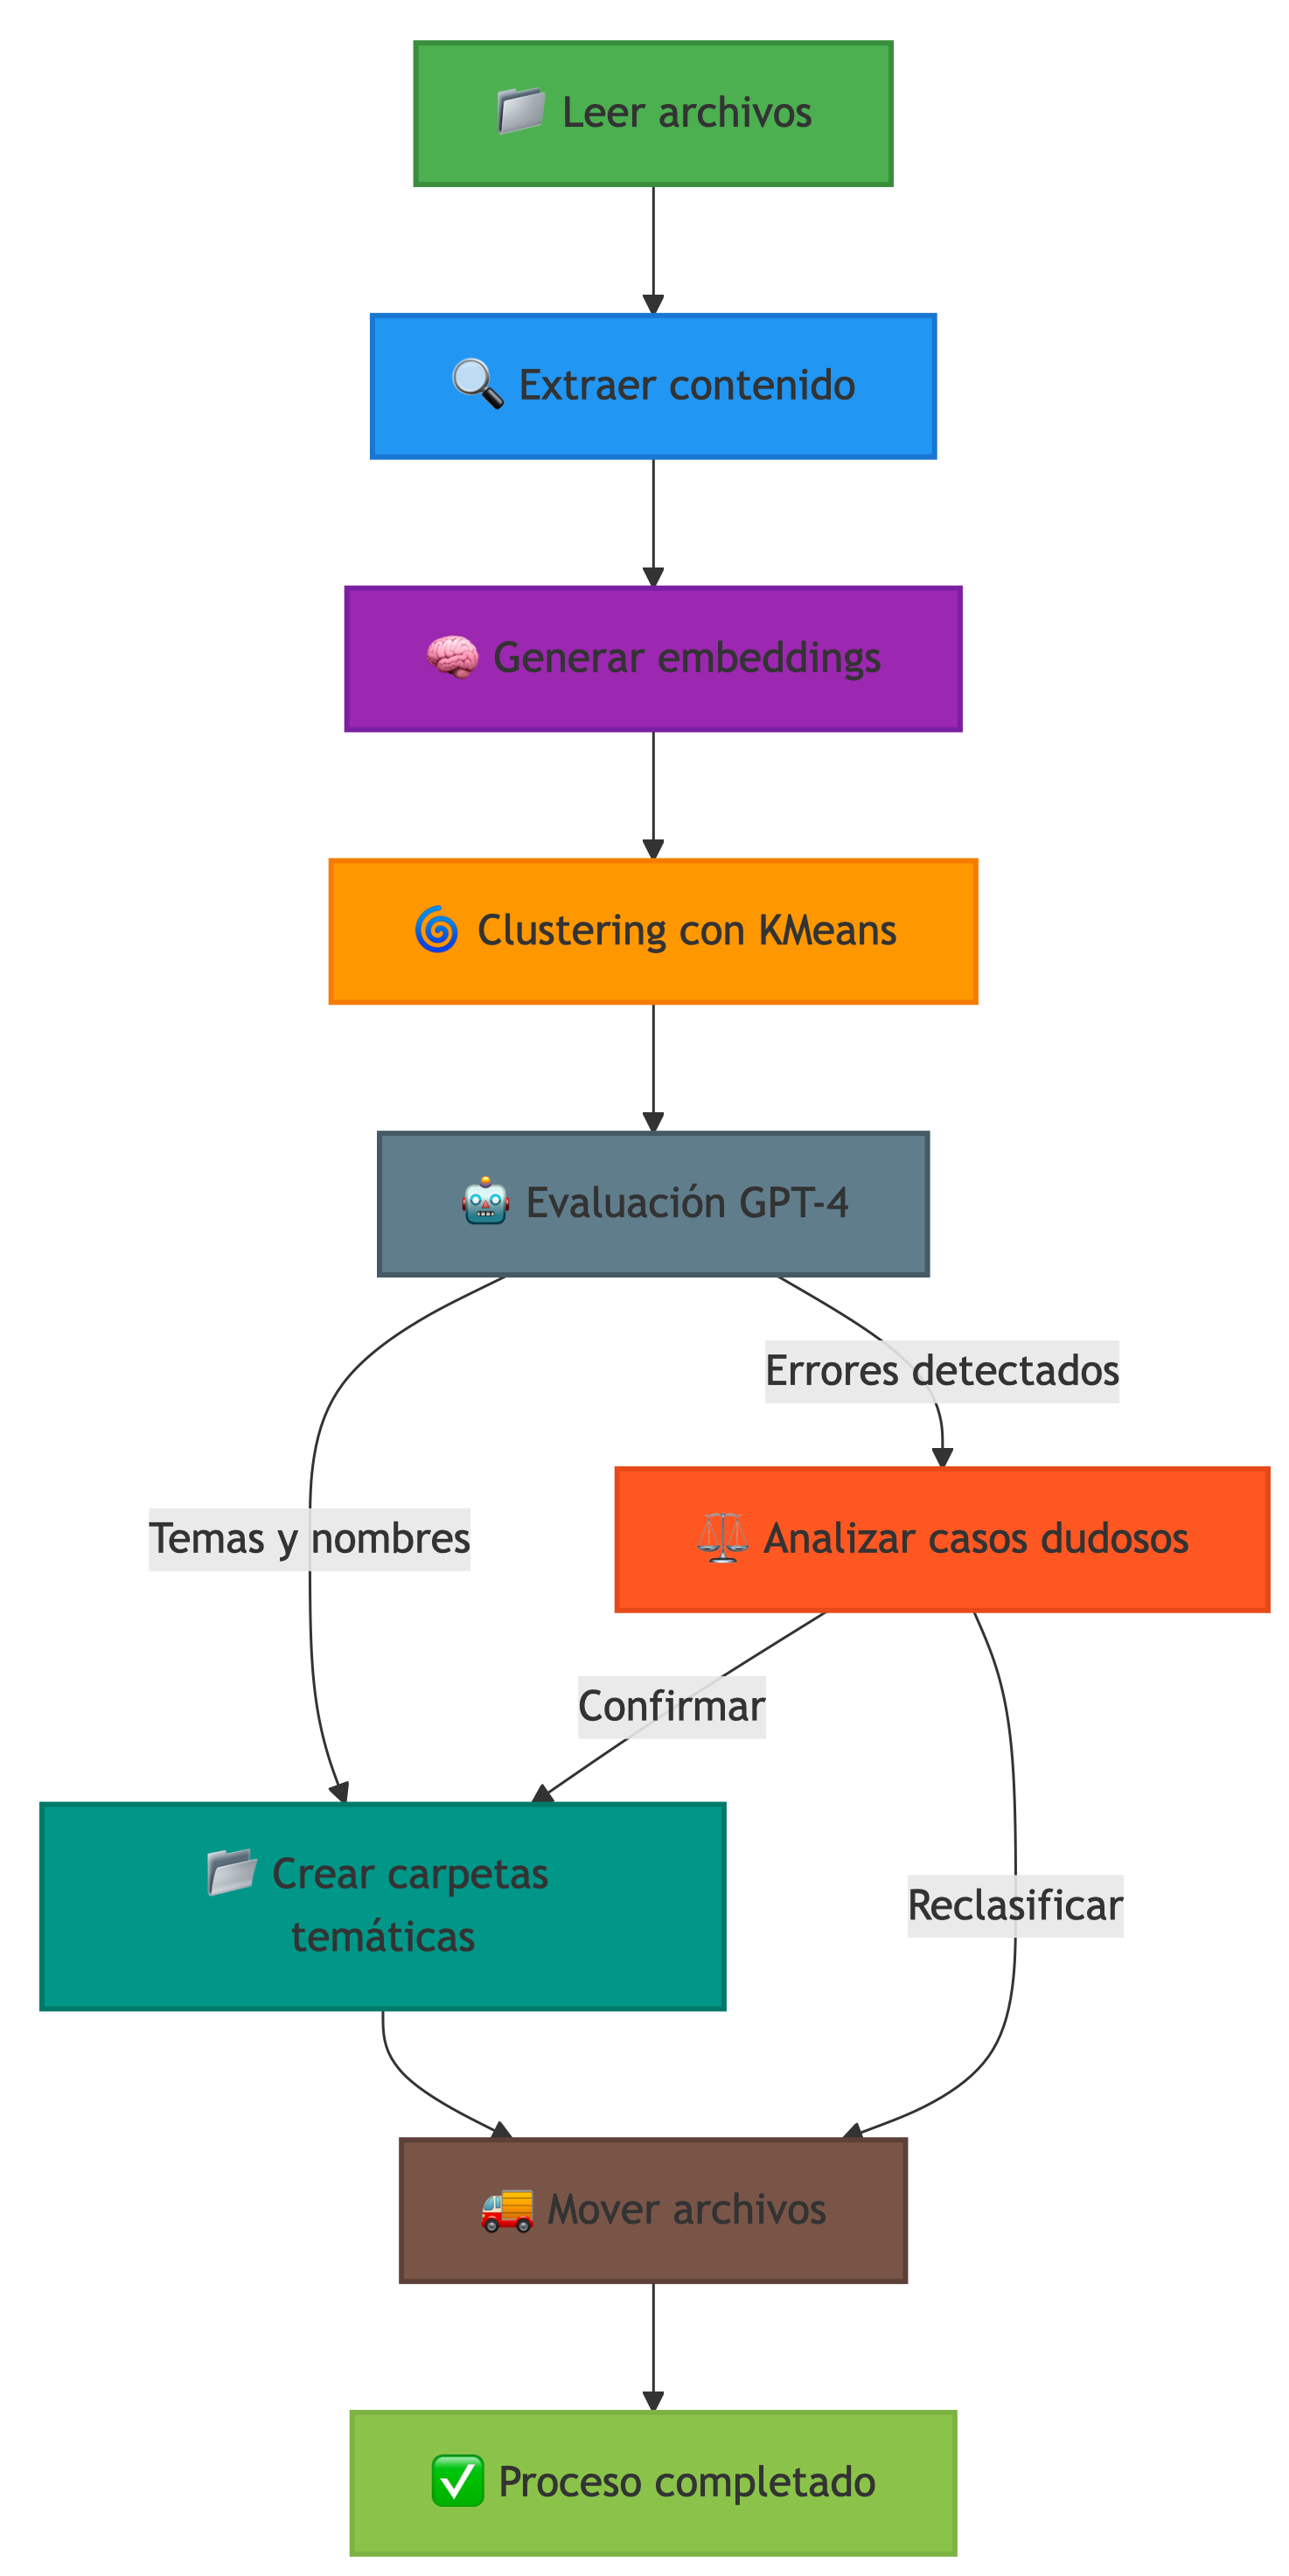 Leer archivos
Extraer contenido
Generar embeddings
Clustering con KMeans
Evaluación GPT-4
Errores detectados
Temas y nombres
Analizar casos dudosos
Confirmar
Crear carpetas
temáticas
Reclasificar
Mover archivos
Proceso completado